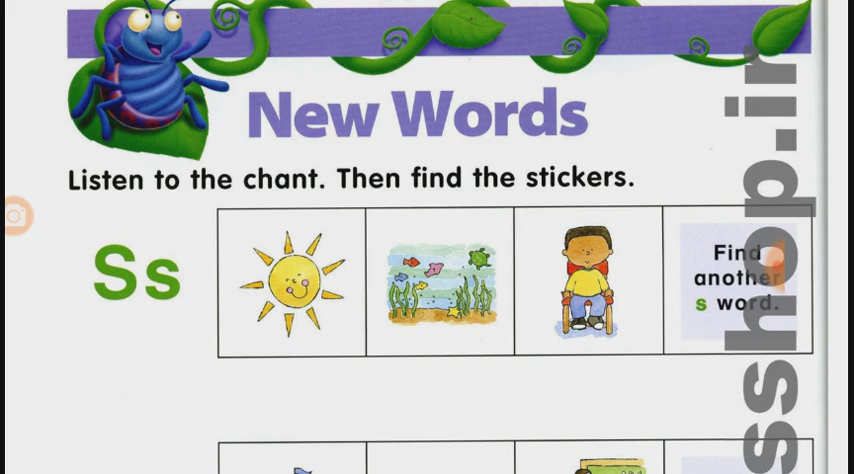 New Words
Listen to the chant. Then find the stickers.
Ss
Find
another
s word.
sshop.ir